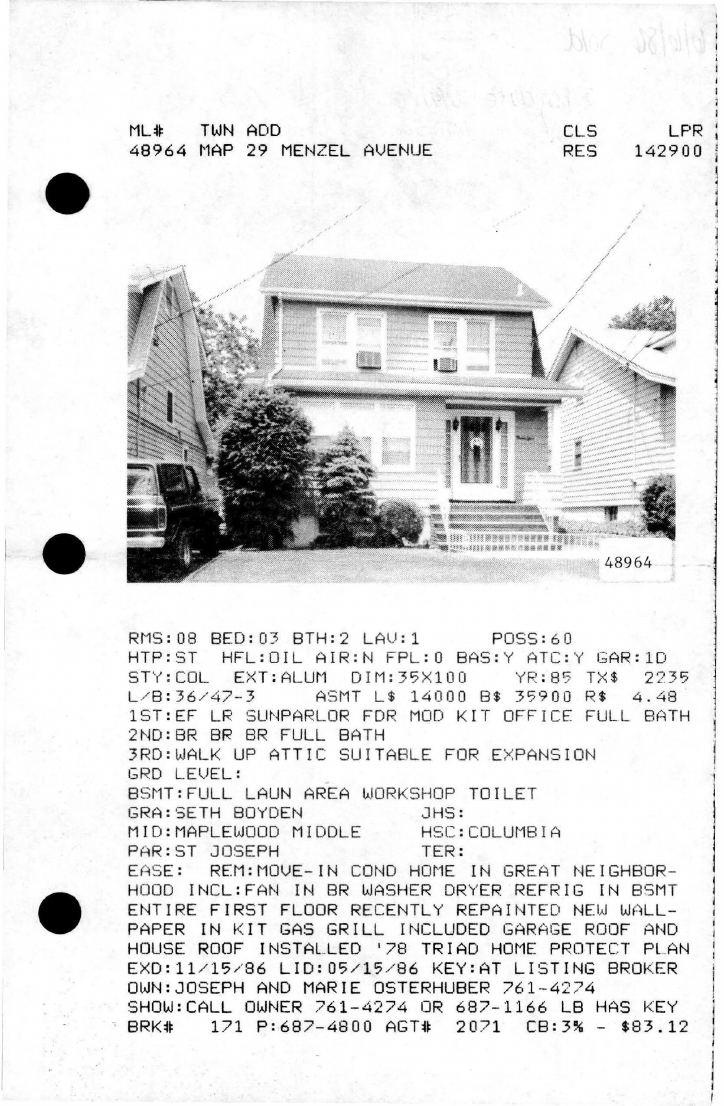 ML# TWN ADD CLS LPR
48964 MAP 29 MENZEL AVENUE RES 142900
48964
RMS:08 BED:03 BTH:2 LAV:1 POSS:60
HTP:ST HFL:OIL AIR:N FPL:0 BAS:Y ATC:Y GAR:1D
STY:COL EXT:ALUM DIM:35X100 YR:85 TX$ 2235
L/B:36/47-3 ASMT L$ 14000 B$ 35900 R$ 4.48
1ST:EF LR SUNPARLOR FDR MOD KIT OFFICE FULL BATH
2ND:BR BR BR FULL BATH
3RD:WALK UP ATTIC SUITABLE FOR EXPANSION
GRD LEVEL:
BSMT:FULL LAUN AREA WORKSHOP TOILET
GRA:SETH BOYDEN JHS:
MID:MAPLEWOOD MIDDLE HSC:COLUMBIA
PAR:ST JOSEPH TER:
EASE: REM:MOVE-IN COND HOME IN GREAT NEIGHBOR-
HOOD INCL:FAN IN BR WASHER DRYER REFRIG IN BSMT
ENTIRE FIRST FLOOR RECENTLY REPAINTED NEW WALL-
PAPER IN KIT GAS GRILL INCLUDED GARAGE ROOF AND
HOUSE ROOF INSTALLED '78 TRIAD HOME PROTECT PLAN
EXD:11/15/86 LID:05/15/86 KEY:AT LISTING BROKER
OWN:JOSEPH AND MARIE OSTERHUBER 761-4274
SHOW:CALL OWNER 761-4274 OR 687-1166 LB HAS KEY
BRK# 171 P:687-4800 AGT# 2071 CB:3% - $83.12